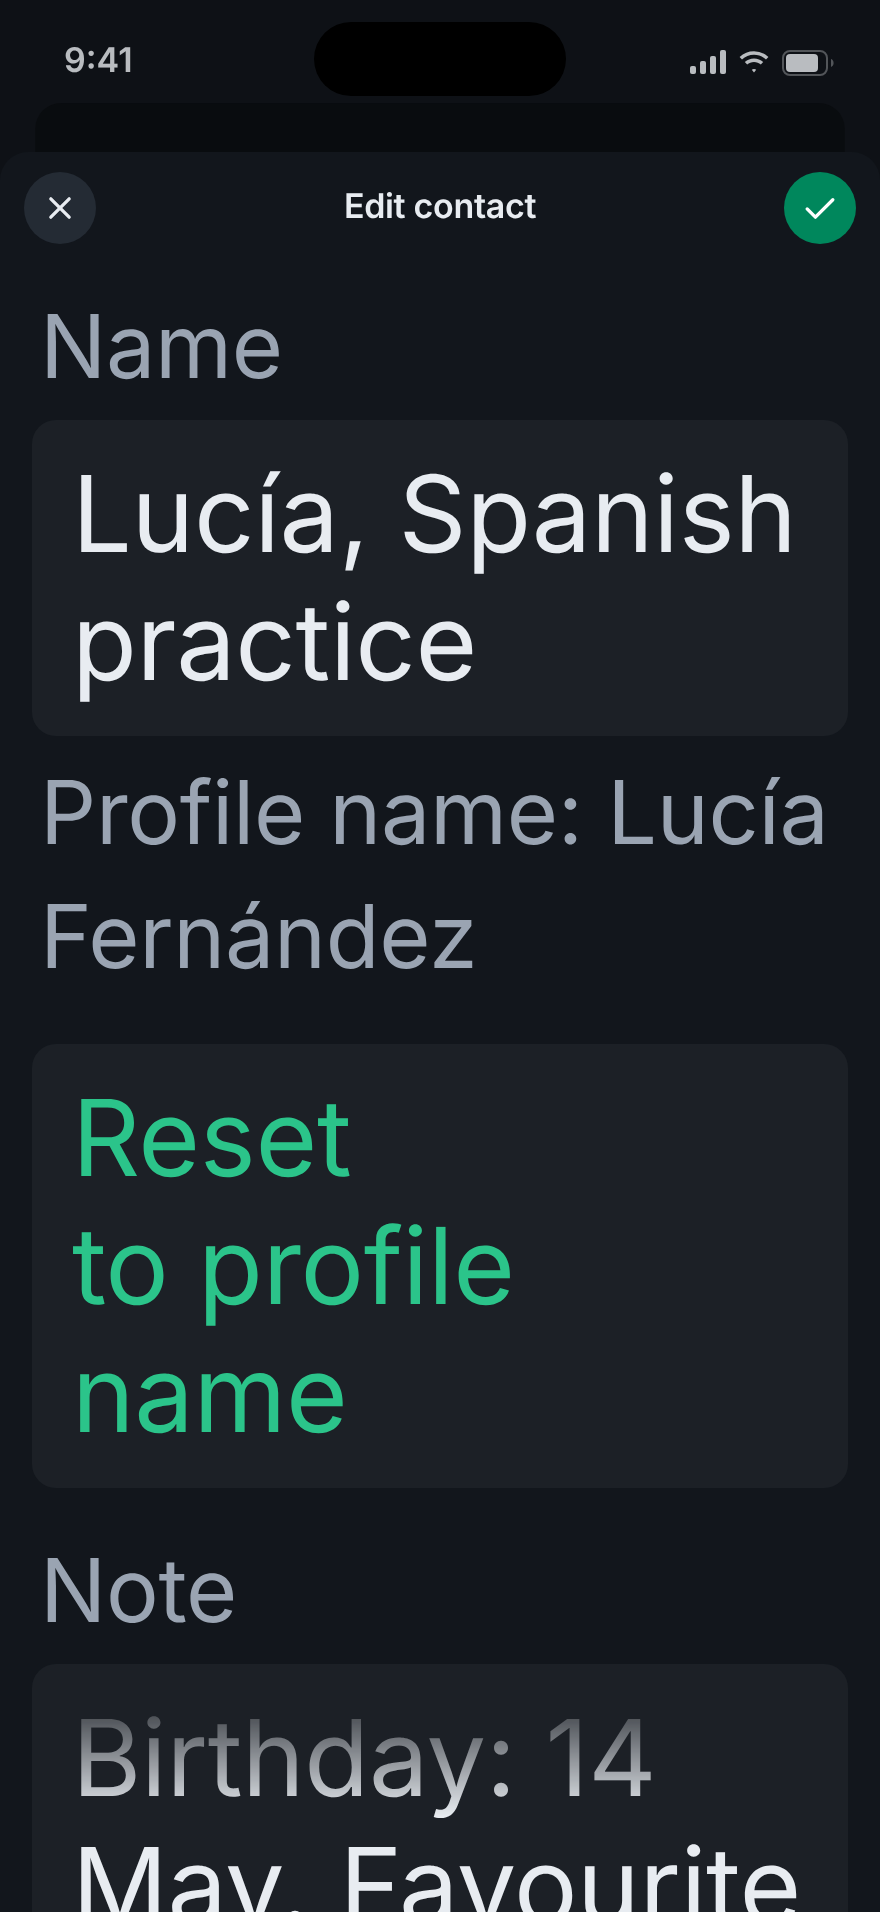 9:41
Edit contact
Name
Lucía, Spanish
practice
Profile name: Lucía
Fernández
Reset
to profile
name
Note
Birthday: 14
May. Favourite